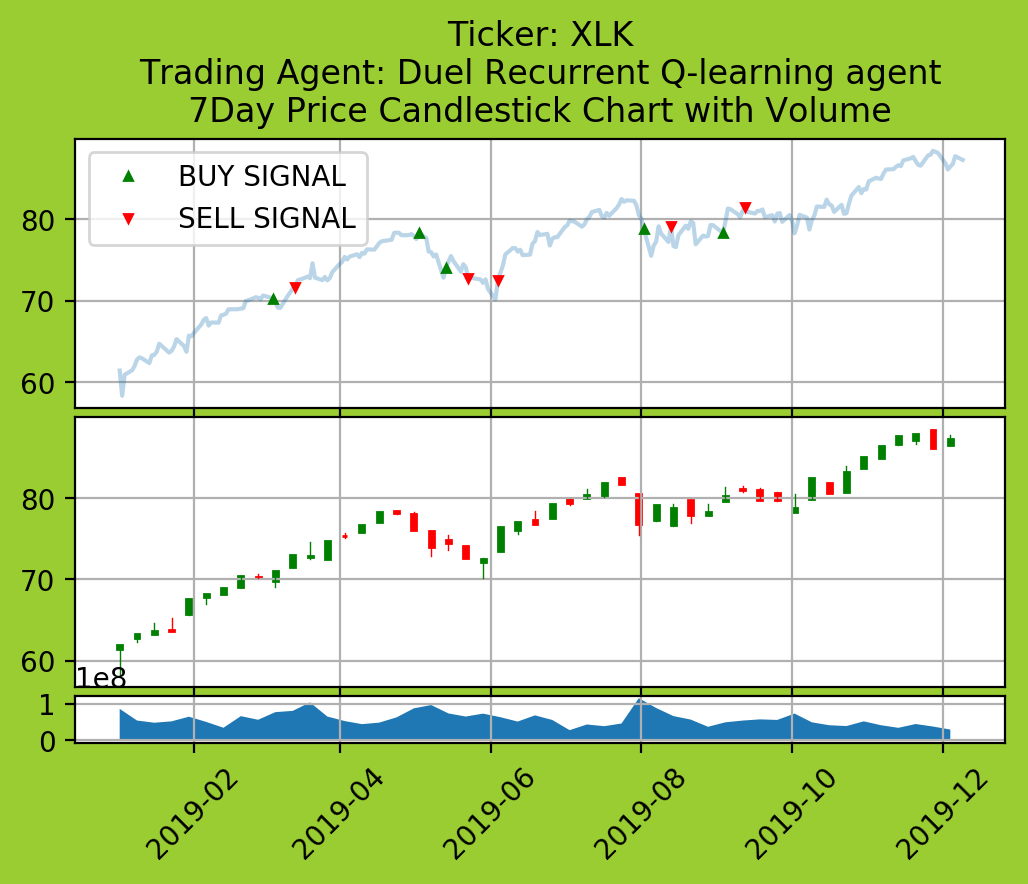 Ticker: XLK
Trading Agent: Duel Recurrent Q-learning agent
7Day Price Candlestick Chart with Volume
BUY SIGNAL
SELL SIGNAL
80
70
60
80
70
60
1e8
1
0
2019-02
2019-04
2019-06
2019-08
2019-10
2019-12